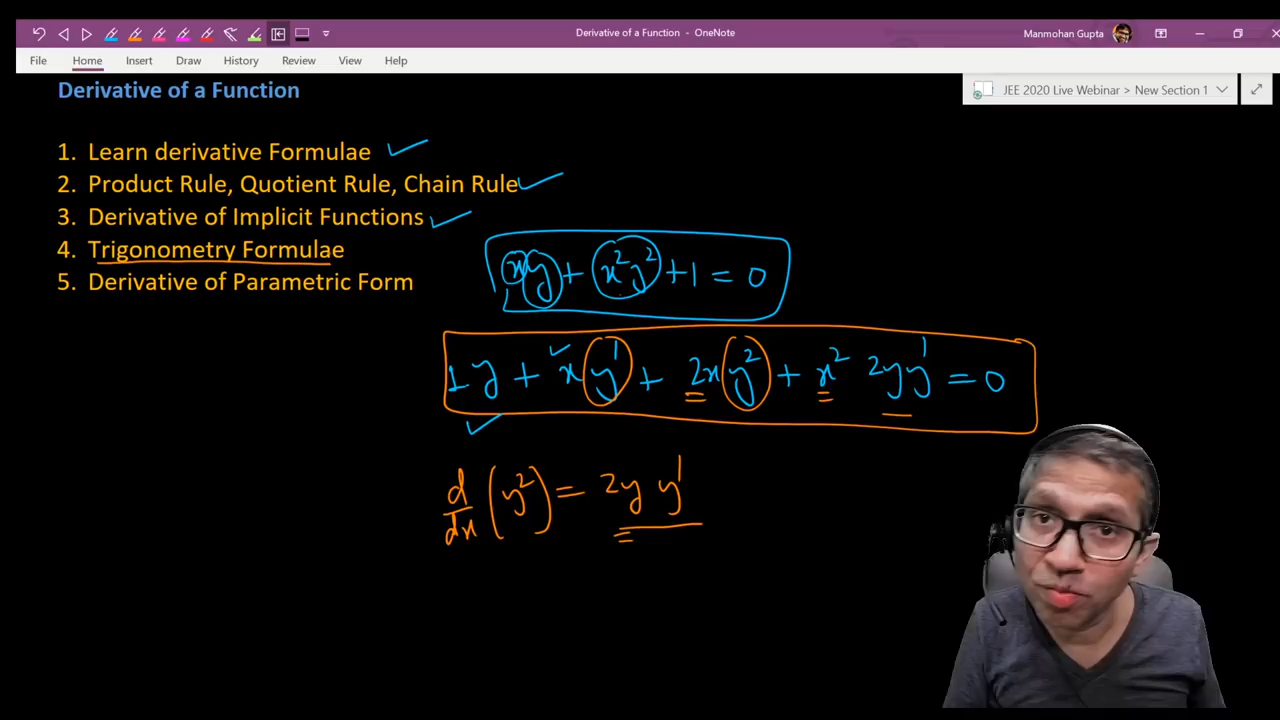 Derivative of a Function - OneNote
Manmohan Gupta
File Home Insert Draw History Review View Help
Derivative of a Function
JEE 2020 Live Webinar > New Section 1
1. Learn derivative Formulae
2. Product Rule, Quotient Rule, Chain Rule
3. Derivative of Implicit Functions
4. Trigonometry Formulae
5. Derivative of Parametric Form
xy + x²y² + 1 = 0
1y + xy' + 2xy² + x² 2yy' = 0
d/dx (y²) = 2y y'